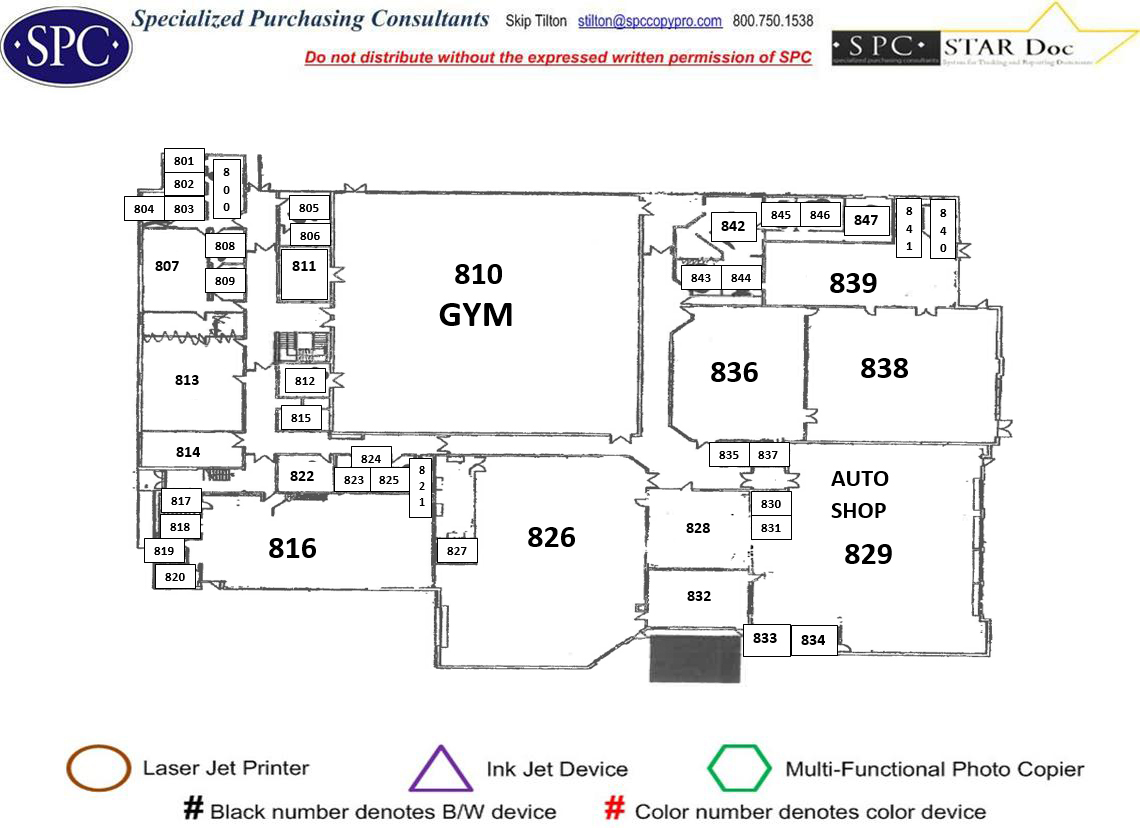 SPC
Specialized Purchasing Consultants Skip Tilton stilton@spccopypro.com 800.750.1538
Do not distribute without the expressed written permission of SPC
·SPC· STAR Doc
specialized purchasing consultants System for Tracking and Reporting Documents
801
802
800
804 803
805
806
808
807
809
811
810
GYM
842
845 846 847
841
840
843 844
839
813
812
815
836
838
814
822
824
823 825
821
835 837
AUTO
SHOP
829
817
818
819
820
816
827
826
828
830
831
832
833 834
Laser Jet Printer
Ink Jet Device
Multi-Functional Photo Copier
# Black number denotes B/W device
# Color number denotes color device